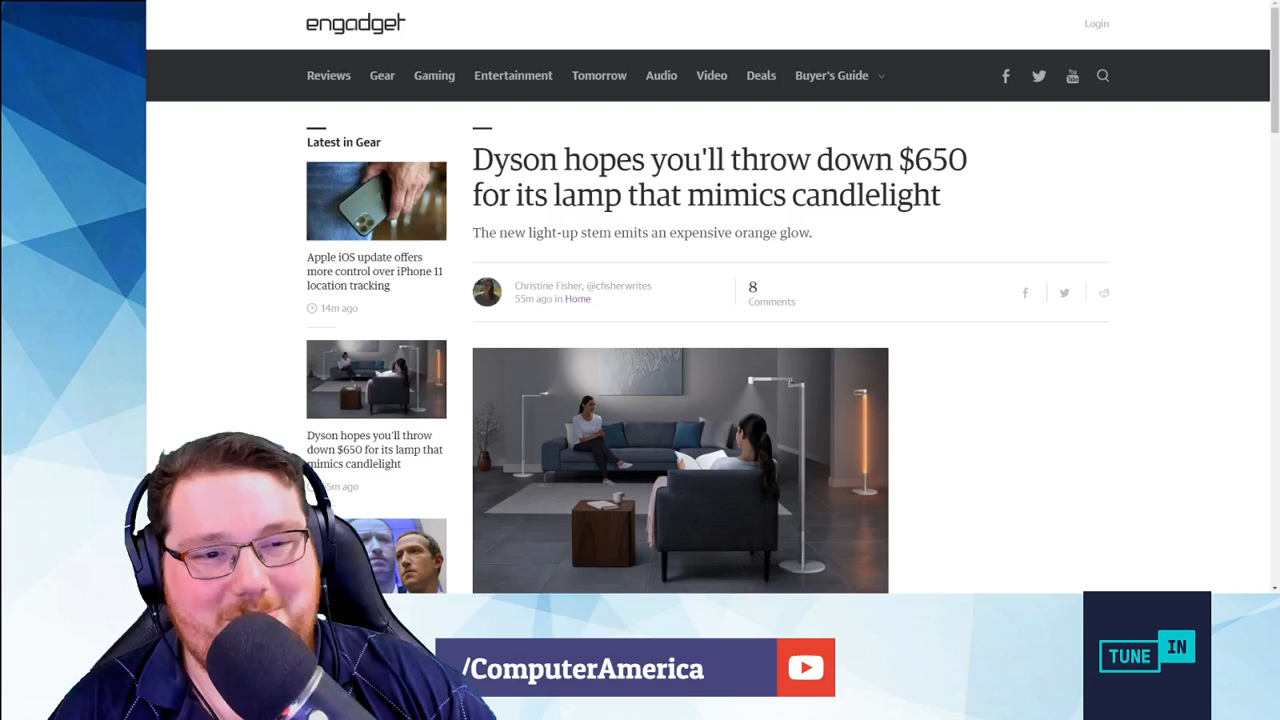 engadget
Login
Reviews Gear Gaming Entertainment Tomorrow Audio Video Deals Buyer's Guide
Latest in Gear
Apple iOS update offers
more control over iPhone 11
location tracking
14m ago
Dyson hopes you'll throw
down $650 for its lamp that
mimics candlelight
55m ago
Dyson hopes you'll throw down $650
for its lamp that mimics candlelight
The new light-up stem emits an expensive orange glow.
Christine Fisher, @cfisherwrites
55m ago in Home
8
Comments
/ComputerAmerica
TUNE IN